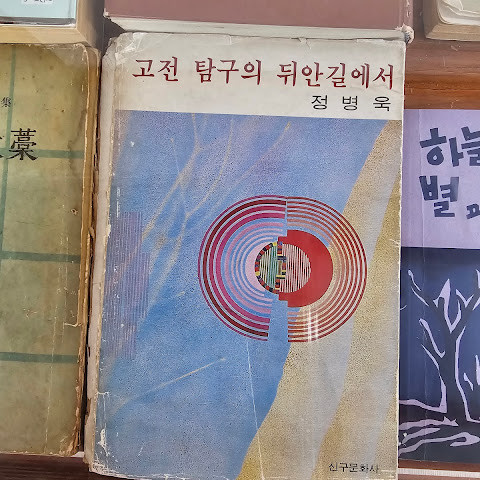 고전 탐구의 뒤안길에서
정병욱
신구문화사
集
藁
하늘
별